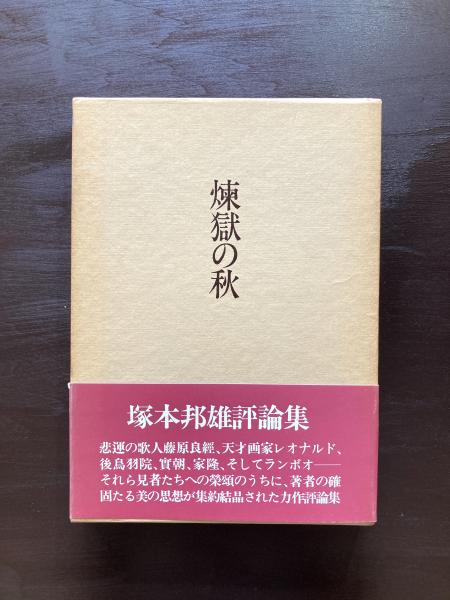 煉獄の秋
塚本邦雄評論集
悲運の歌人藤原良經、天才画家レオナルド、
後鳥羽院、實朝、家隆、そしてランボオ——
それら見者たちへの榮頌のうちに、著者の確
固たる美の思想が集約結晶された力作評論集